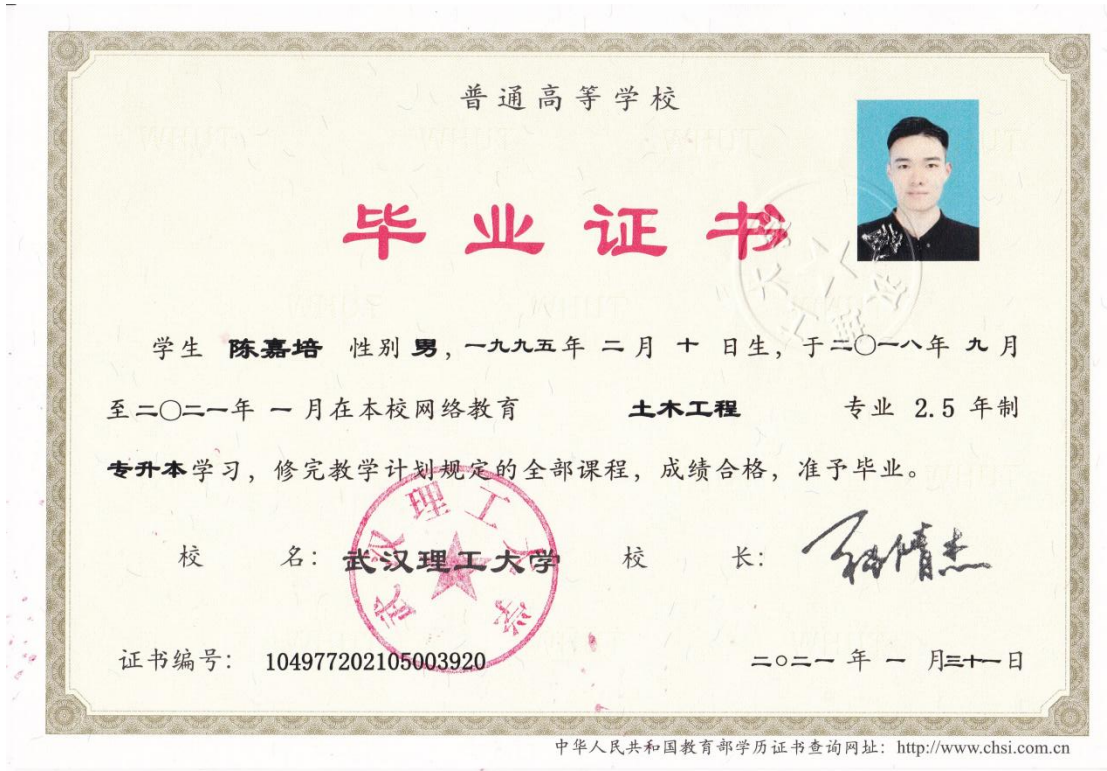 普通高等学校
毕业证书
学生 陈嘉培 性别 男，一九九五年 二 月 十 日生，于二〇一八年 九 月
至二〇二一年 一 月在本校网络教育 土木工程 专业 2.5 年制
专升本学习，修完教学计划规定的全部课程，成绩合格，准予毕业。
校 名：武汉理工大学 校 长：
武汉理工大学
证书编号：104977202105003920 二〇二一 年 一 月三十一日
中华人民共和国教育部学历证书查询网址：http://www.chsi.com.cn